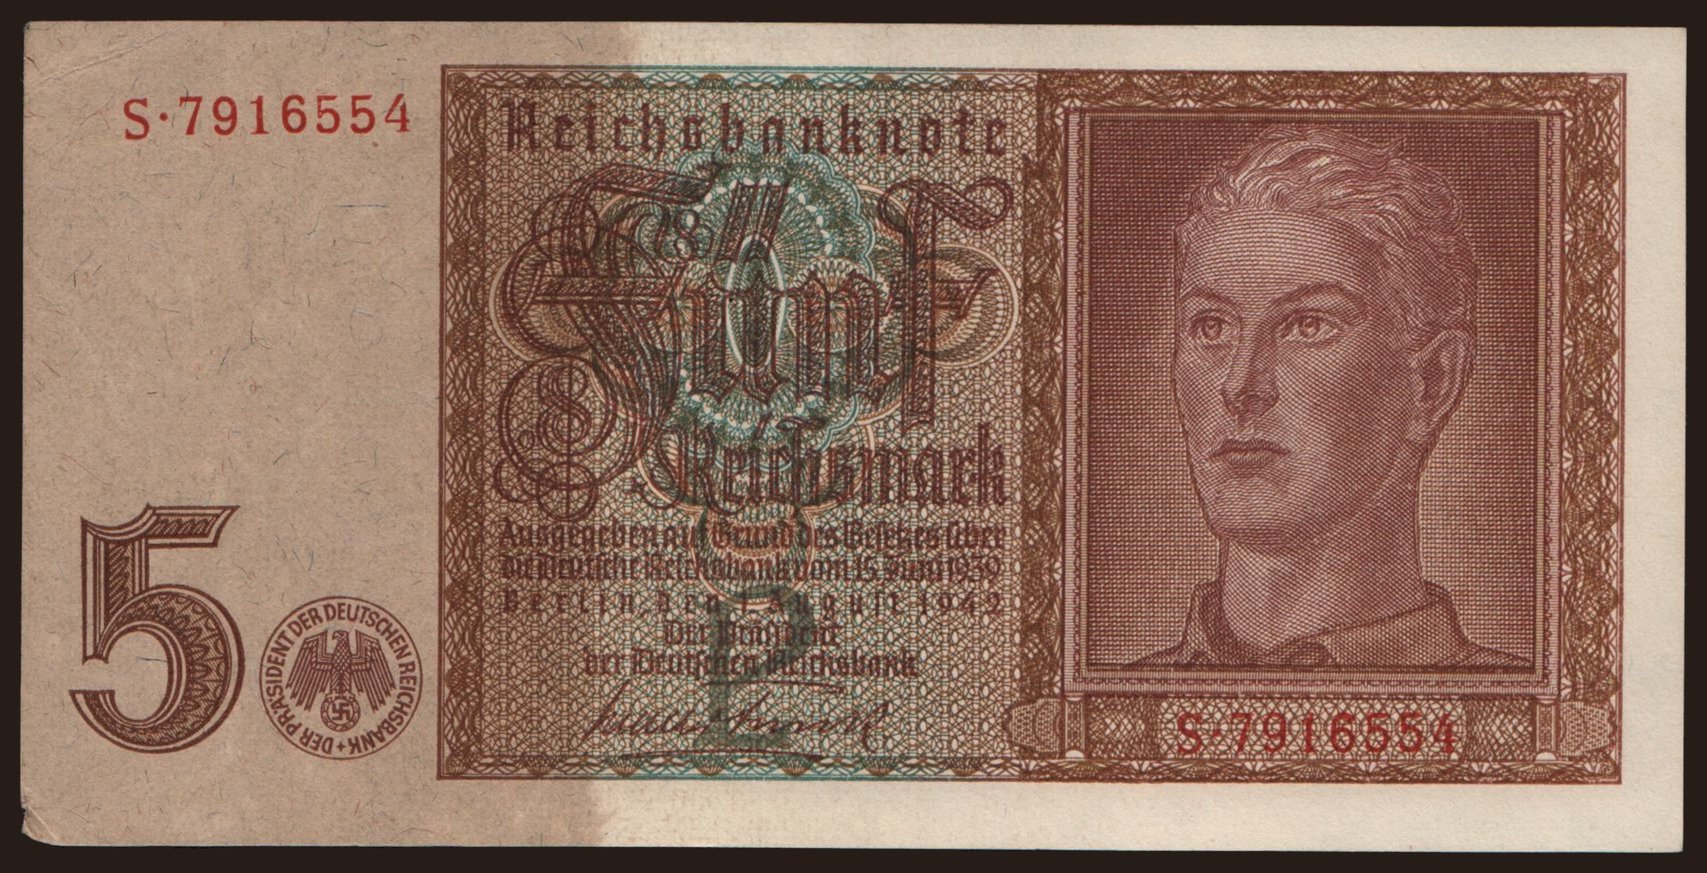 S·7916554
Reichsbanknote
Fünf
Reichsmark
Ausgegeben auf Grund des Gesetzes über
die Deutsche Reichsbank vom 15. Juni 1939
Berlin, den 1. August 1942
Der Präsident
der Deutschen Reichsbank
5
DER PRÄSIDENT DER DEUTSCHEN REICHSBANK +
S·7916554